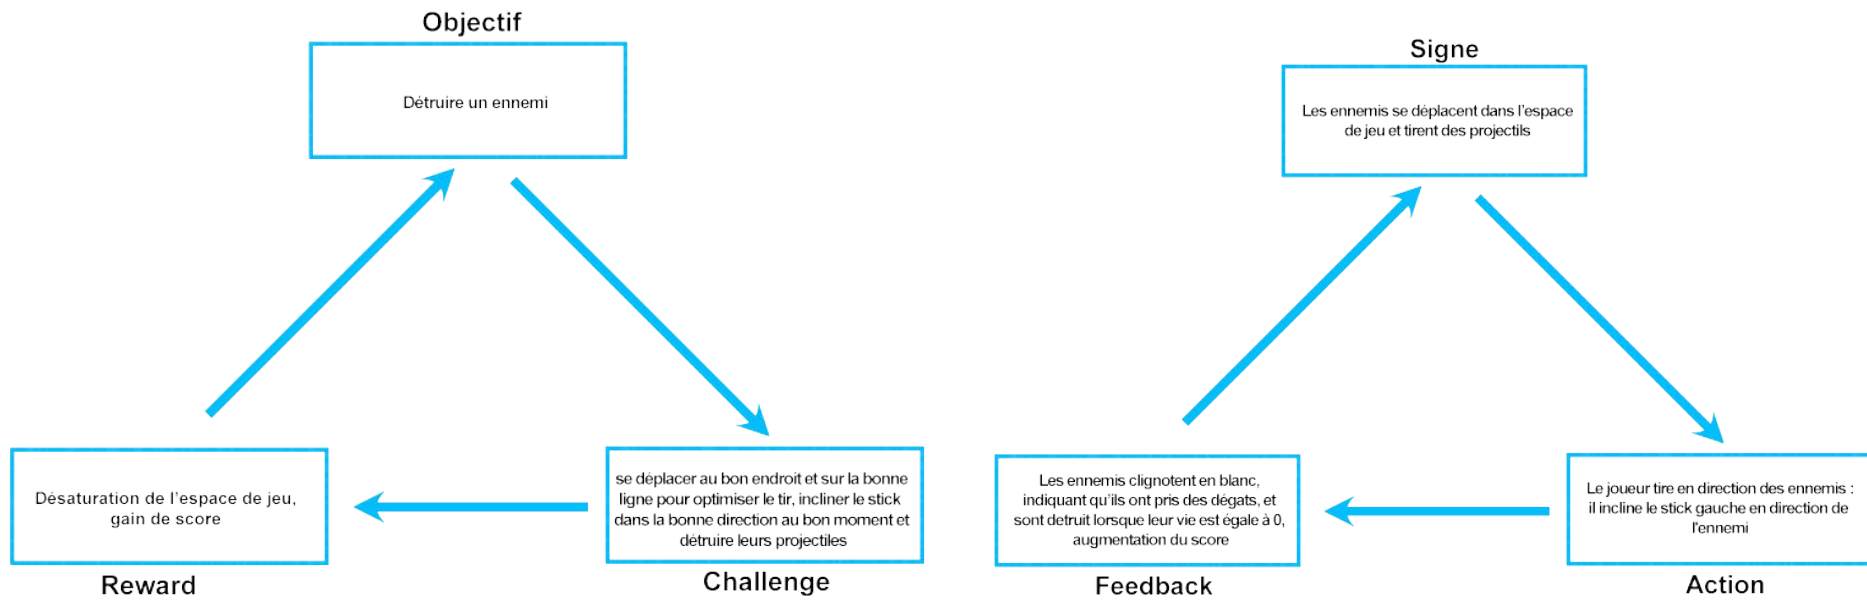 Objectif
Détruire un ennemi
Désaturation de l'espace de jeu,
gain de score
Reward
se déplacer au bon endroit et sur la bonne
ligne pour optimiser le tir, incliner le stick
dans la bonne direction au bon moment et
détruire leurs projectiles
Challenge
Signe
Les ennemis se déplacent dans l'espace
de jeu et tirent des projectils
Les ennemis clignotent en blanc,
indiquant qu'ils ont pris des dégats, et
sont detruit lorsque leur vie est égale à 0,
augmentation du score
Feedback
Le joueur tire en direction des ennemis :
il incline le stick gauche en direction de
l'ennemi
Action